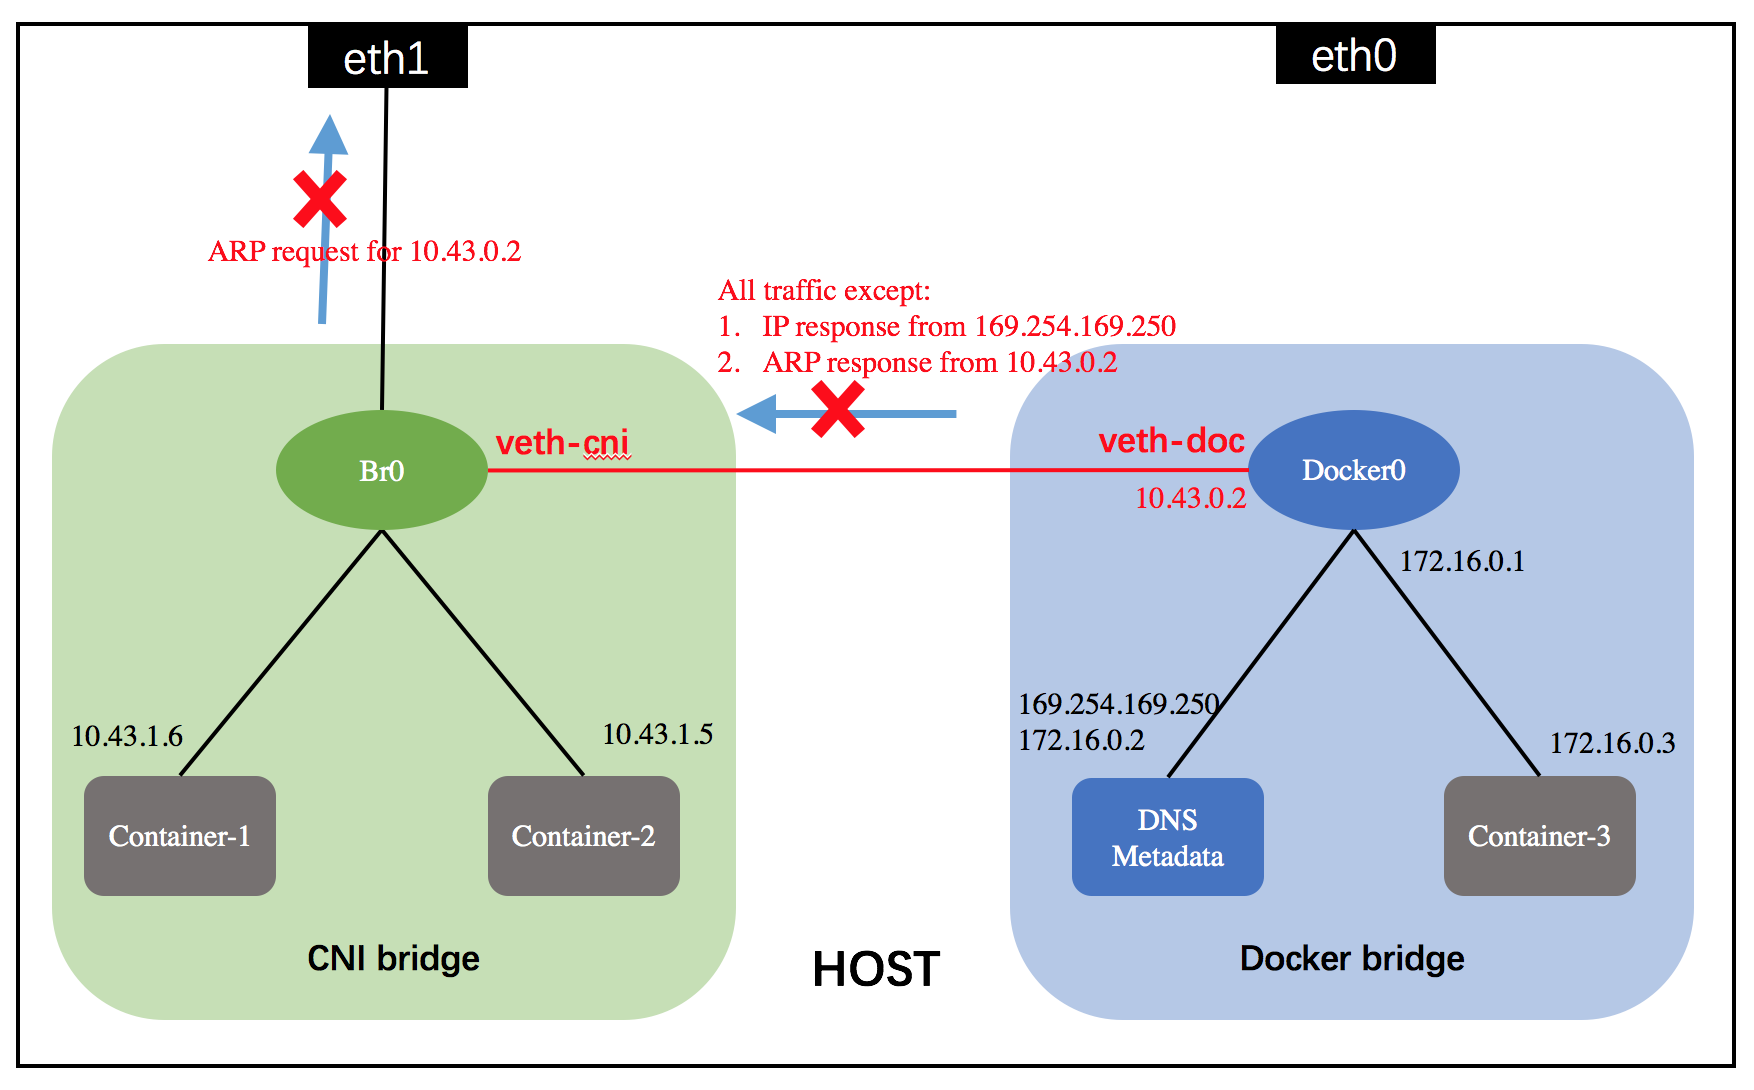 eth1
eth0
ARP request for 10.43.0.2
All traffic except:
1. IP response from 169.254.169.250
2. ARP response from 10.43.0.2
veth-cni
veth-doc
Br0
Docker0
10.43.0.2
172.16.0.1
169.254.169.250
172.16.0.2
10.43.1.6
10.43.1.5
172.16.0.3
Container-1
Container-2
DNS
Metadata
Container-3
CNI bridge
HOST
Docker bridge